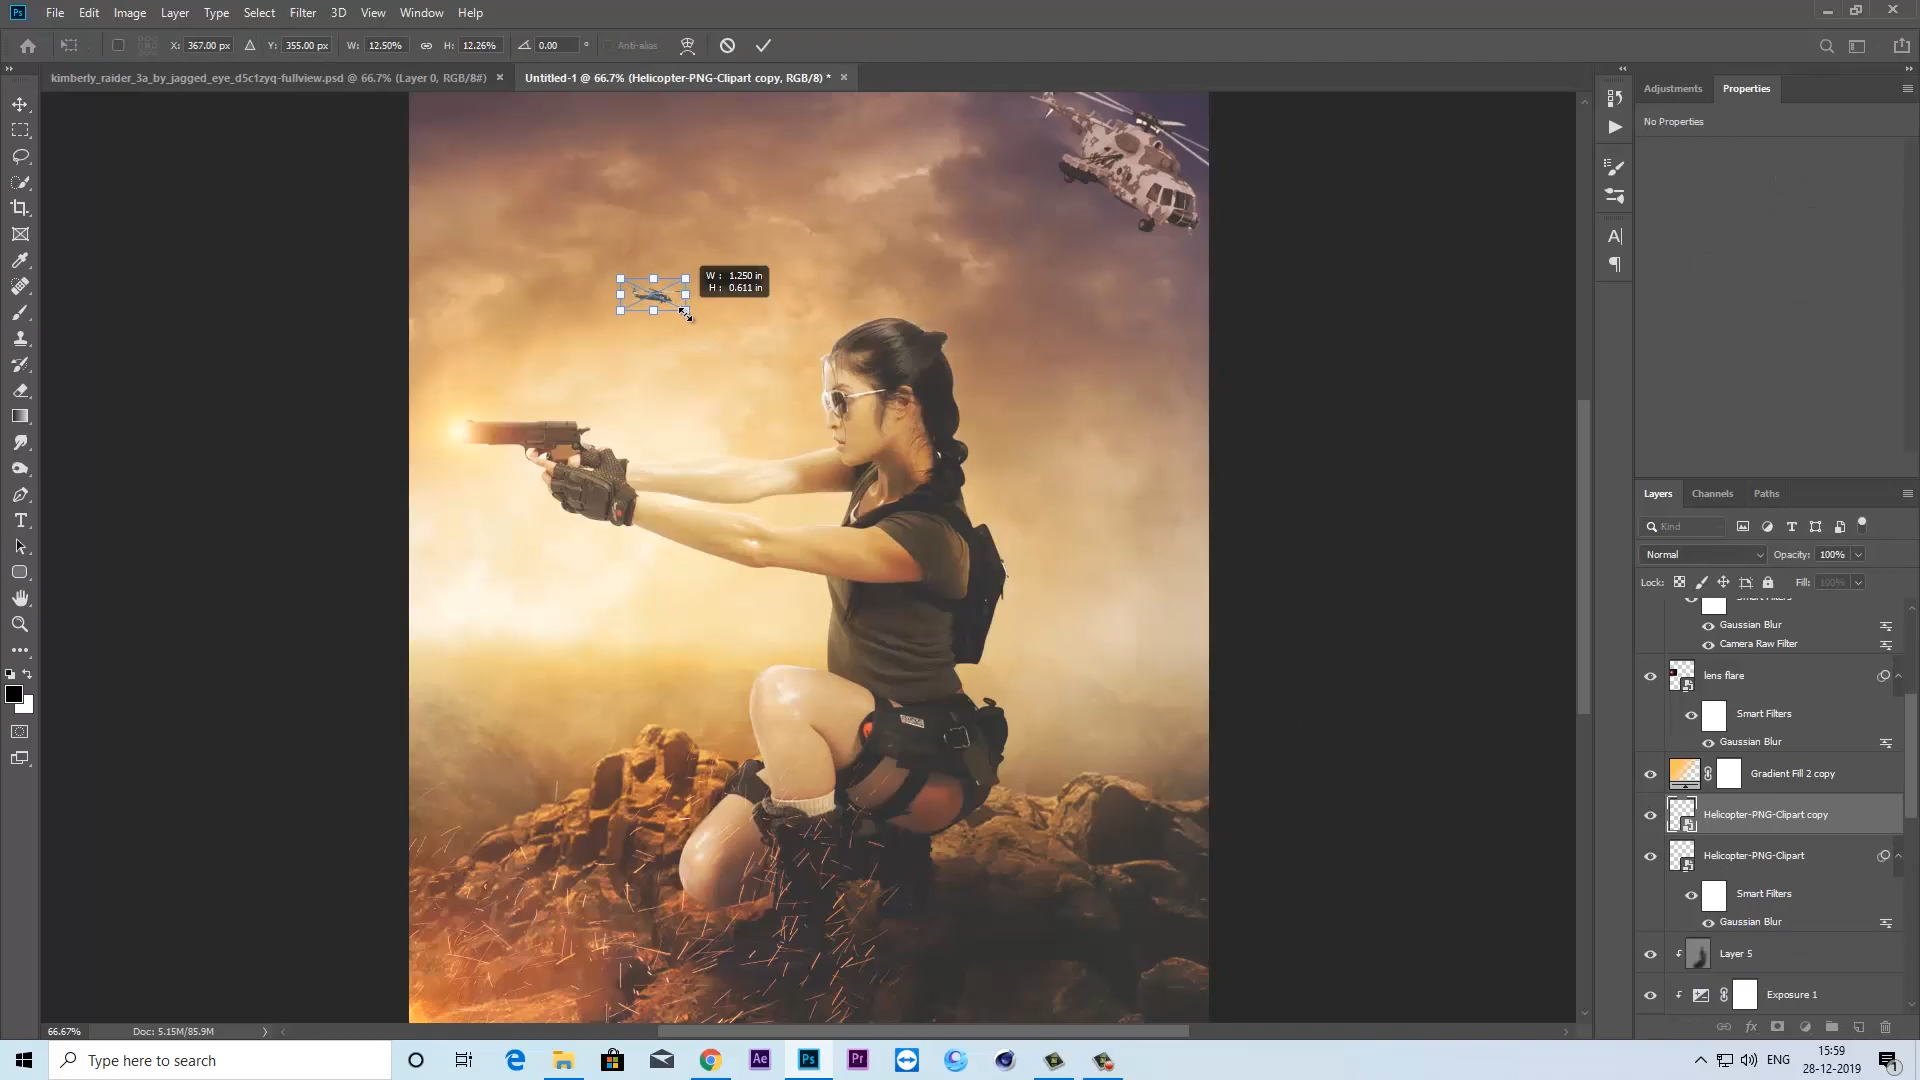 Ps File Edit Image Layer Type Select Filter 3D View Window Help
X: 367.00 px Y: 355.00 px W: 12.50% H: 12.26% 0.00 ° Anti-alias
kimberly_raider_3a_by_jagged_eye_d5c1zyq-fullview.psd @ 66.7% (Layer 0, RGB/8#) × Untitled-1 @ 66.7% (Helicopter-PNG-Clipart copy, RGB/8) * ×
Adjustments Properties
No Properties
W : 1.250 in
H : 0.611 in
Layers Channels Paths
Kind
Normal Opacity: 100%
Lock: Fill: 100%
Smart Filters
Gaussian Blur
Camera Raw Filter
lens flare
Smart Filters
Gaussian Blur
Gradient Fill 2 copy
Helicopter-PNG-Clipart copy
Helicopter-PNG-Clipart
Smart Filters
Gaussian Blur
Layer 5
Exposure 1
66.67% Doc: 5.15M/85.9M
Type here to search
Ae Ps Pr
ENG
15:59
28-12-2019
1